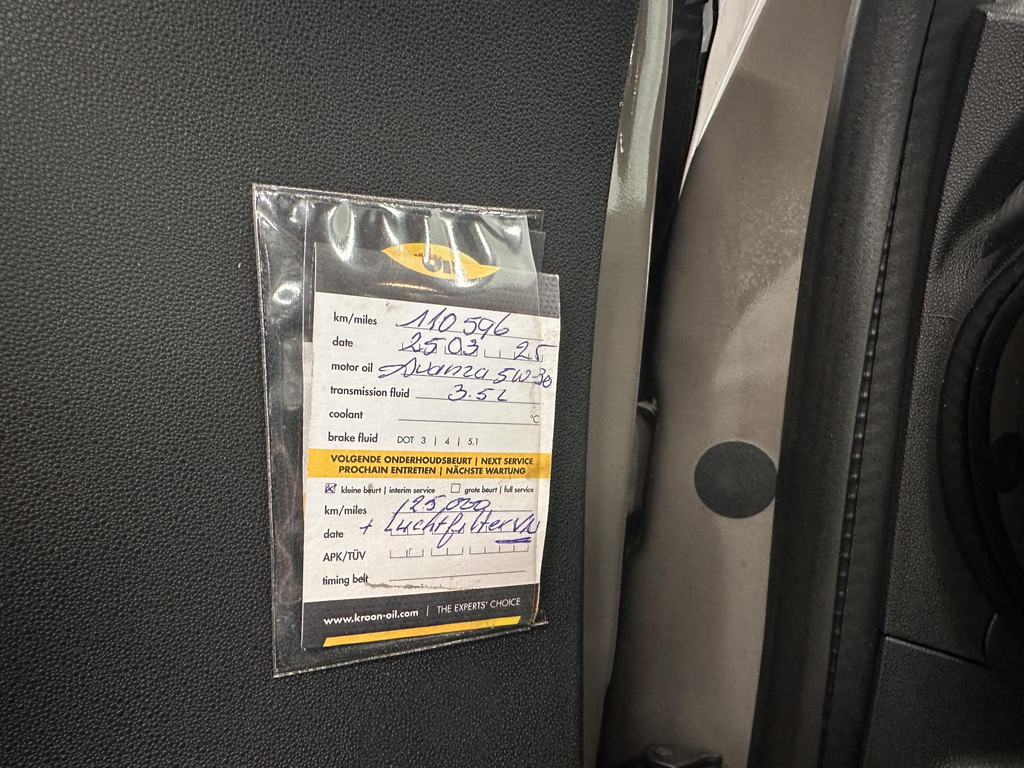 OIL
km/miles 110 596
date 25 03 25
motor oil Avanza 5W-30
transmission fluid 3.5 L
coolant °C
brake fluid DOT 3 | 4 | 5.1
VOLGENDE ONDERHOUDSBEURT | NEXT SERVICE
PROCHAIN ENTRETIEN | NÄCHSTE WARTUNG
kleine beurt | interim service grote beurt | full service
km/miles 125,000
date + Luchtfilter
APK/TÜV
timing belt
www.kroon-oil.com | THE EXPERTS' CHOICE